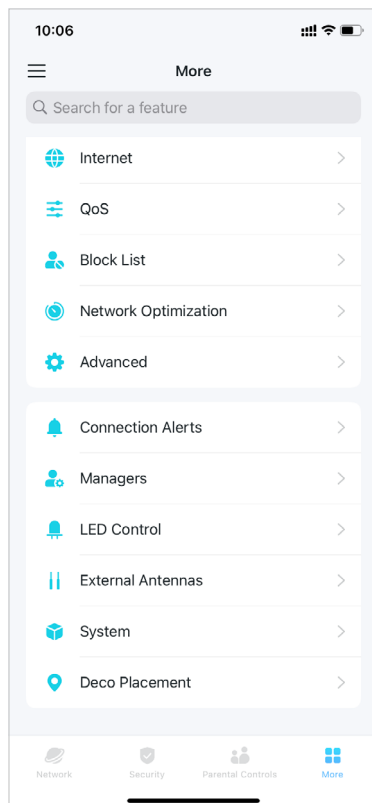 10:06
More
Search for a feature
Internet
QoS
Block List
Network Optimization
Advanced
Connection Alerts
Managers
LED Control
External Antennas
System
Deco Placement
Network Security Parental Controls More